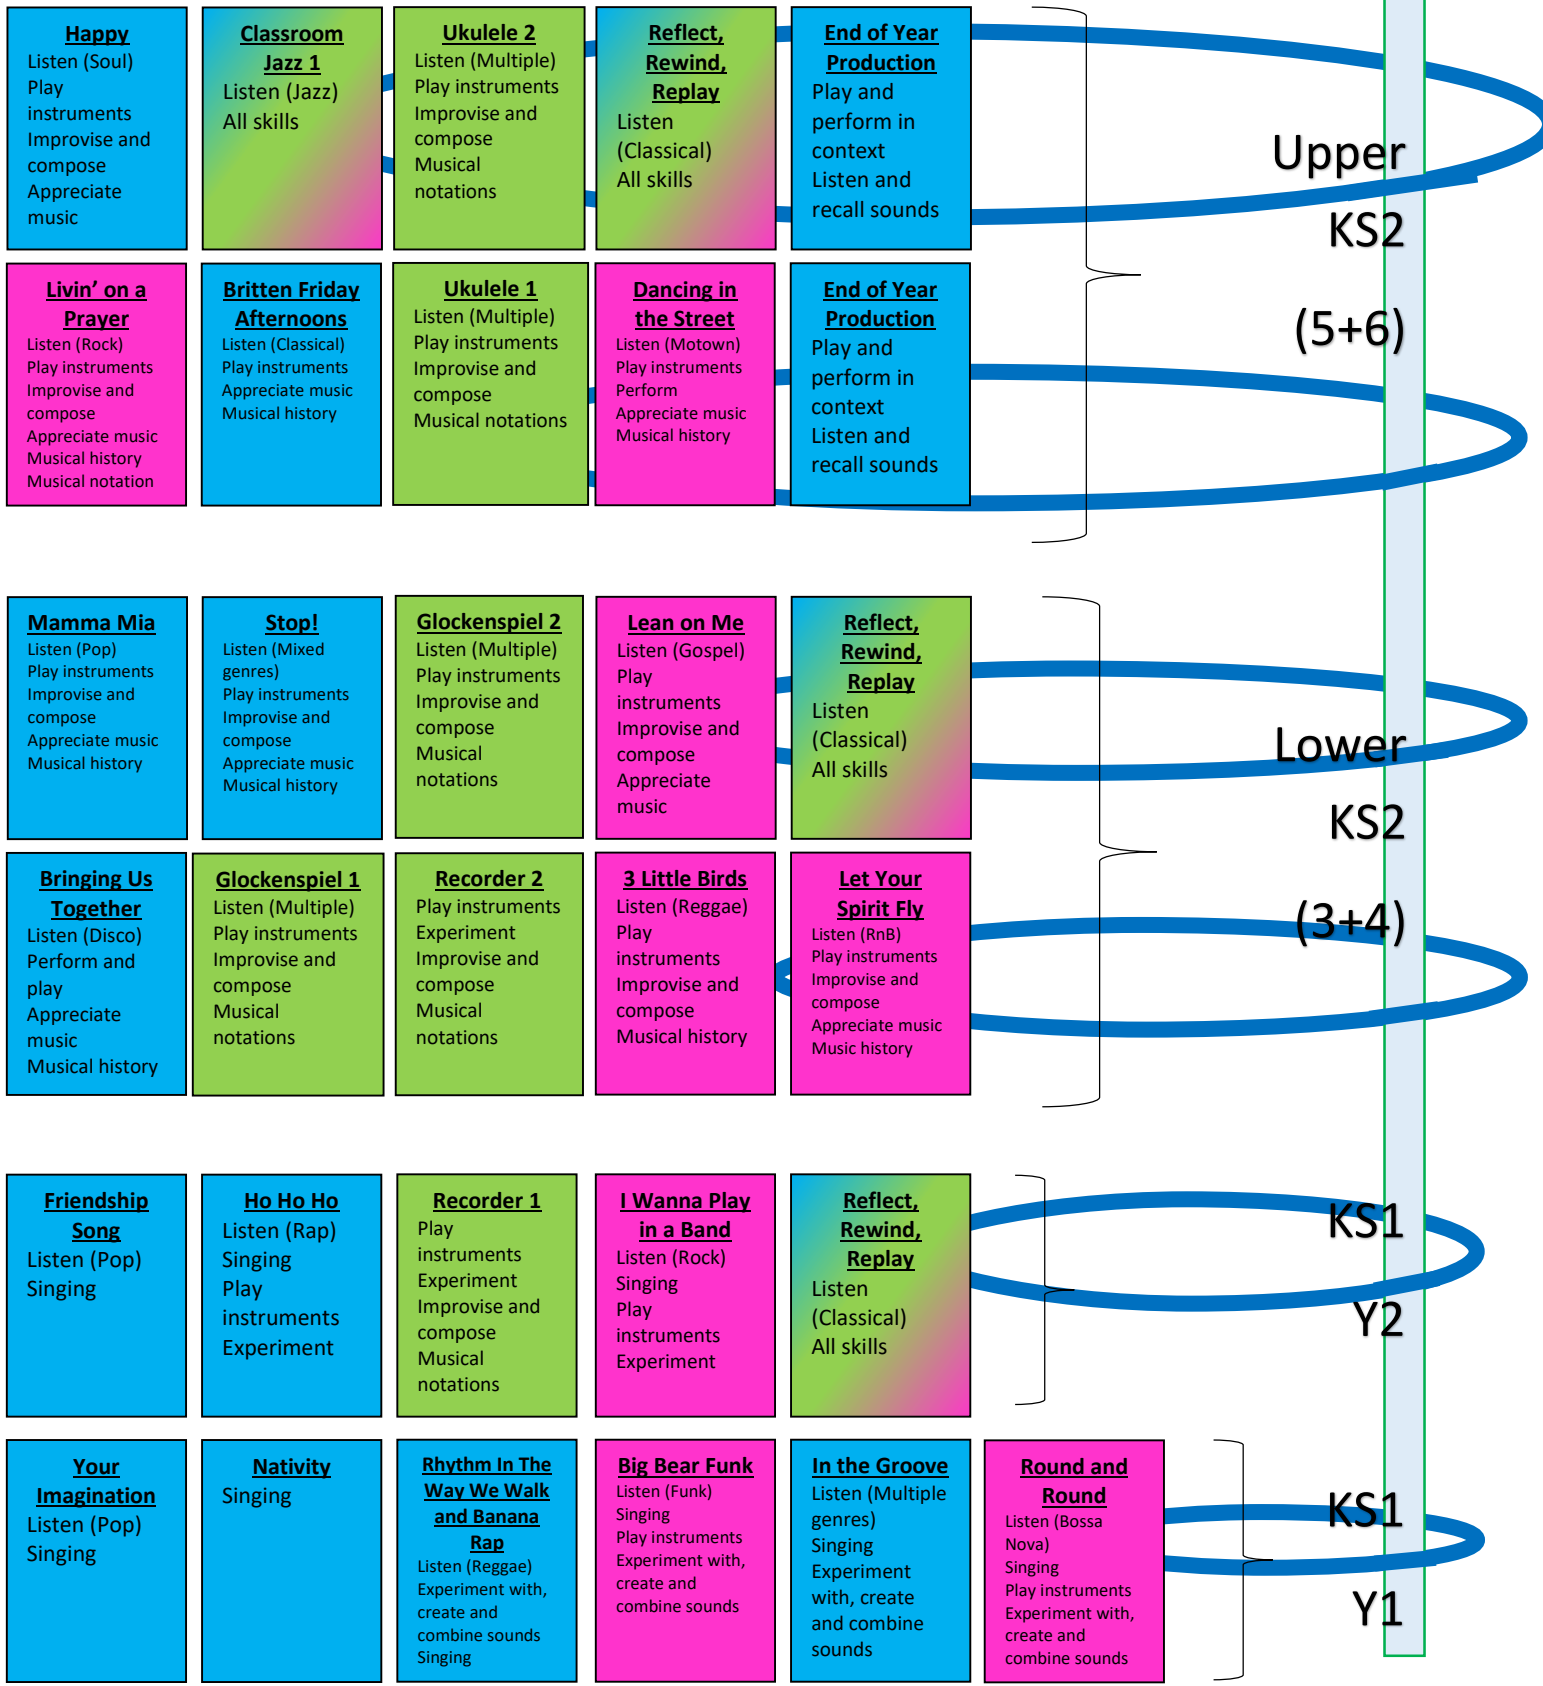 Happy
Listen (Soul)
Play
instruments
Improvise and
compose
Appreciate
music
Classroom
Jazz 1
Listen (Jazz)
All skills
Ukulele 2
Listen (Multiple)
Play instruments
Improvise and
compose
Musical
notations
Reflect,
Rewind,
Replay
Listen
(Classical)
All skills
End of Year
Production
Play and
perform in
context
Listen and
recall sounds
Upper
KS2
(5+6)
Livin’ on a
Prayer
Listen (Rock)
Play instruments
Improvise and
compose
Appreciate music
Musical history
Musical notation
Britten Friday
Afternoons
Listen (Classical)
Play instruments
Appreciate music
Musical history
Ukulele 1
Listen (Multiple)
Play instruments
Improvise and
compose
Musical notations
Dancing in
the Street
Listen (Motown)
Play instruments
Perform
Appreciate music
Musical history
End of Year
Production
Play and
perform in
context
Listen and
recall sounds
Mamma Mia
Listen (Pop)
Play instruments
Improvise and
compose
Appreciate music
Musical history
Stop!
Listen (Mixed
genres)
Play instruments
Improvise and
compose
Appreciate music
Musical history
Glockenspiel 2
Listen (Multiple)
Play instruments
Improvise and
compose
Musical
notations
Lean on Me
Listen (Gospel)
Play
instruments
Improvise and
compose
Appreciate
music
Reflect,
Rewind,
Replay
Listen
(Classical)
All skills
Lower
KS2
(3+4)
Bringing Us
Together
Listen (Disco)
Perform and
play
Appreciate
music
Musical history
Glockenspiel 1
Listen (Multiple)
Play instruments
Improvise and
compose
Musical
notations
Recorder 2
Play instruments
Experiment
Improvise and
compose
Musical
notations
3 Little Birds
Listen (Reggae)
Play
instruments
Improvise and
compose
Musical history
Let Your
Spirit Fly
Listen (RnB)
Play instruments
Improvise and
compose
Appreciate music
Music history
Friendship
Song
Listen (Pop)
Singing
Ho Ho Ho
Listen (Rap)
Singing
Play
instruments
Experiment
Recorder 1
Play
instruments
Experiment
Improvise and
compose
Musical
notations
I Wanna Play
in a Band
Listen (Rock)
Singing
Play
instruments
Experiment
Reflect,
Rewind,
Replay
Listen
(Classical)
All skills
KS1
Y2
Your
Imagination
Listen (Pop)
Singing
Nativity
Singing
Rhythm In The
Way We Walk
and Banana
Rap
Listen (Reggae)
Experiment with,
create and
combine sounds
Singing
Big Bear Funk
Listen (Funk)
Singing
Play instruments
Experiment with,
create and
combine sounds
In the Groove
Listen (Multiple
genres)
Singing
Experiment
with, create
and combine
sounds
Round and
Round
Listen (Bossa
Nova)
Singing
Play instruments
Experiment with,
create and
combine sounds
KS1
Y1